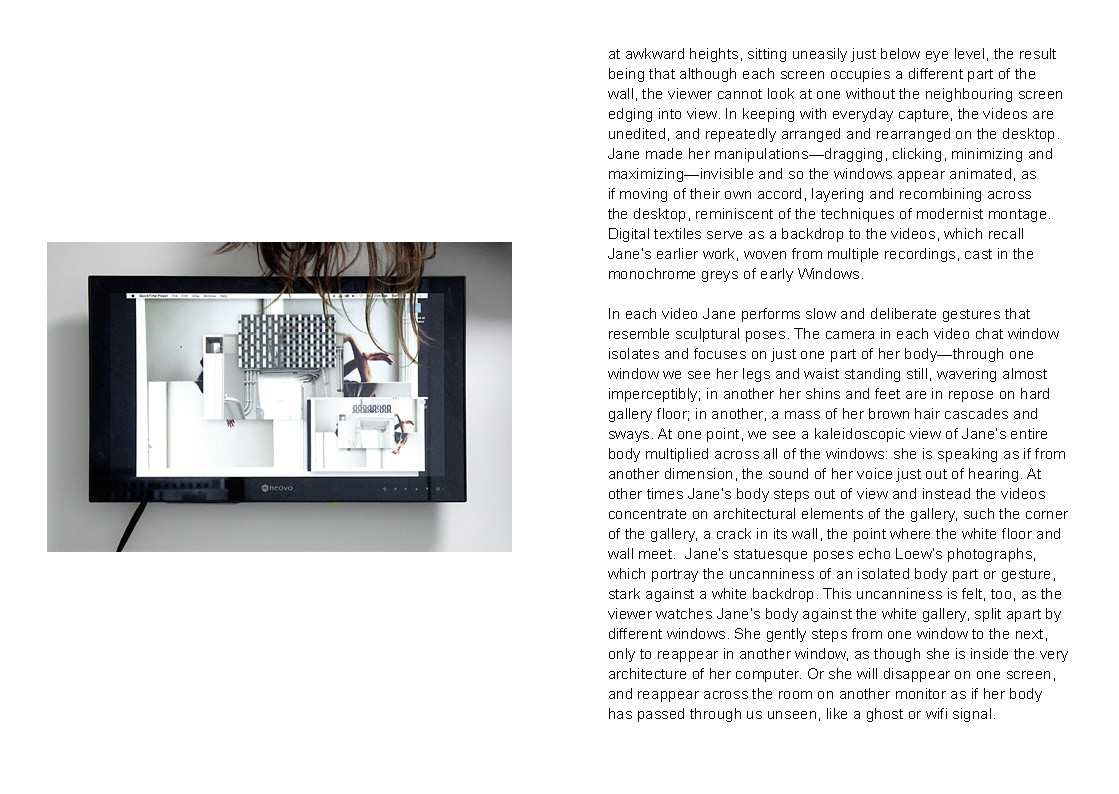 QuickTime Player File Edit View Window Help
neovo
at awkward heights, sitting uneasily just below eye level, the result
being that although each screen occupies a different part of the
wall, the viewer cannot look at one without the neighbouring screen
edging into view. In keeping with everyday capture, the videos are
unedited, and repeatedly arranged and rearranged on the desktop.
Jane made her manipulations—dragging, clicking, minimizing and
maximizing—invisible and so the windows appear animated, as
if moving of their own accord, layering and recombining across
the desktop, reminiscent of the techniques of modernist montage.
Digital textiles serve as a backdrop to the videos, which recall
Jane's earlier work, woven from multiple recordings, cast in the
monochrome greys of early Windows.
In each video Jane performs slow and deliberate gestures that
resemble sculptural poses. The camera in each video chat window
isolates and focuses on just one part of her body—through one
window we see her legs and waist standing still, wavering almost
imperceptibly; in another her shins and feet are in repose on hard
gallery floor; in another, a mass of her brown hair cascades and
sways. At one point, we see a kaleidoscopic view of Jane's entire
body multiplied across all of the windows: she is speaking as if from
another dimension, the sound of her voice just out of hearing. At
other times Jane's body steps out of view and instead the videos
concentrate on architectural elements of the gallery, such the corner
of the gallery, a crack in its wall, the point where the white floor and
wall meet.  Jane's statuesque poses echo Loew's photographs,
which portray the uncanniness of an isolated body part or gesture,
stark against a white backdrop. This uncanniness is felt, too, as the
viewer watches Jane's body against the white gallery, split apart by
different windows. She gently steps from one window to the next,
only to reappear in another window, as though she is inside the very
architecture of her computer. Or she will disappear on one screen,
and reappear across the room on another monitor as if her body
has passed through us unseen, like a ghost or wifi signal.